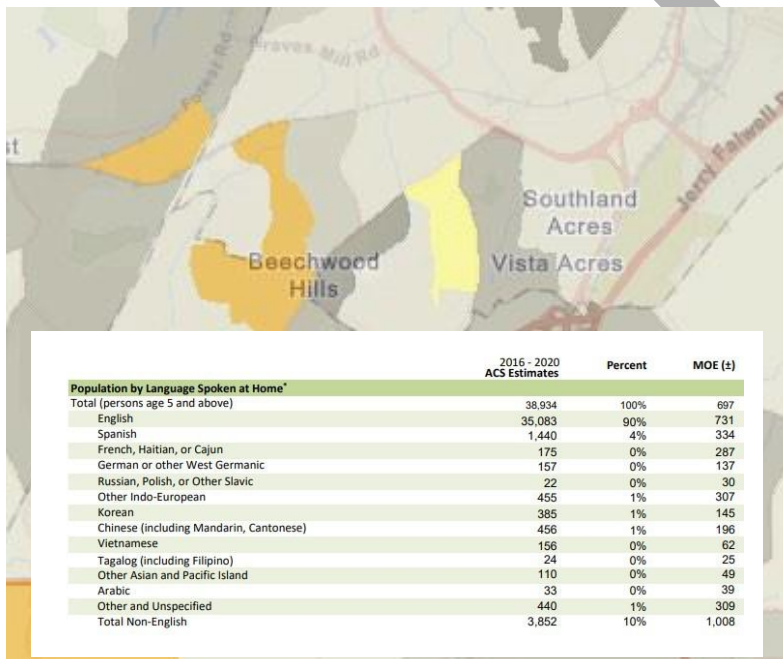 Forest Rd
Graves Mill Rd
st
Jerry Falwell
Southland
Acres
Beechwood
Hills
Vista Acres
2016 - 2020
ACS Estimates Percent MOE (±)
Population by Language Spoken at Home*
Total (persons age 5 and above) 38,934 100% 697
English 35,083 90% 731
Spanish 1,440 4% 334
French, Haitian, or Cajun 175 0% 287
German or other West Germanic 157 0% 137
Russian, Polish, or Other Slavic 22 0% 30
Other Indo-European 455 1% 307
Korean 385 1% 145
Chinese (including Mandarin, Cantonese) 456 1% 196
Vietnamese 156 0% 62
Tagalog (including Filipino) 24 0% 25
Other Asian and Pacific Island 110 0% 49
Arabic 33 0% 39
Other and Unspecified 440 1% 309
Total Non-English 3,852 10% 1,008